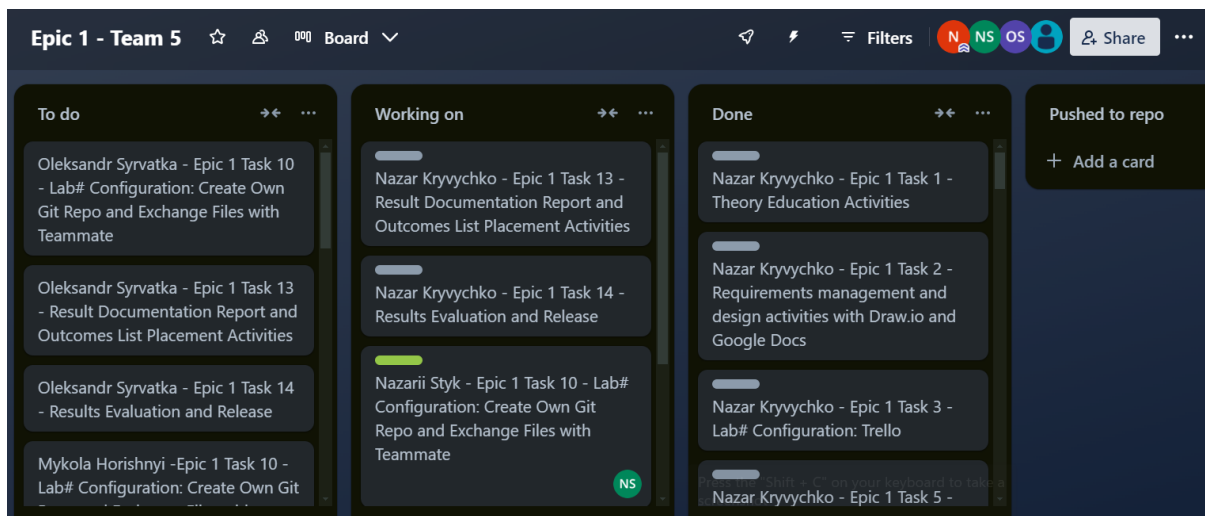 Epic 1 - Team 5
Board
Filters
N
NS
OS
Share
To do
Oleksandr Syrvatka - Epic 1 Task 10
- Lab# Configuration: Create Own
Git Repo and Exchange Files with
Teammate
Oleksandr Syrvatka - Epic 1 Task 13
- Result Documentation Report and
Outcomes List Placement Activities
Oleksandr Syrvatka - Epic 1 Task 14
- Results Evaluation and Release
Mykola Horishnyi -Epic 1 Task 10 -
Lab# Configuration: Create Own Git
Working on
Nazar Kryvychko - Epic 1 Task 13 -
Result Documentation Report and
Outcomes List Placement Activities
Nazar Kryvychko - Epic 1 Task 14 -
Results Evaluation and Release
Nazarii Styk - Epic 1 Task 10 - Lab#
Configuration: Create Own Git
Repo and Exchange Files with
Teammate
NS
Done
Nazar Kryvychko - Epic 1 Task 1 -
Theory Education Activities
Nazar Kryvychko - Epic 1 Task 2 -
Requirements management and
design activities with Draw.io and
Google Docs
Nazar Kryvychko - Epic 1 Task 3 -
Lab# Configuration: Trello
Press the "Shift + C" on your keyboard to take a
Nazar Kryvychko - Epic 1 Task 5 -
Pushed to repo
+ Add a card